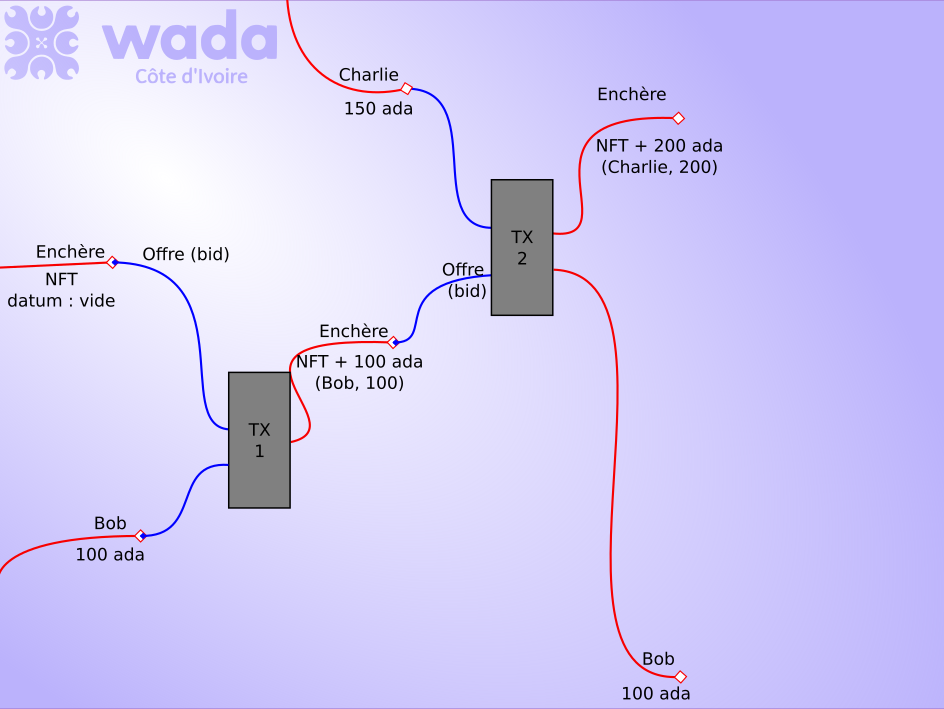 wada
Côte d'Ivoire
Charlie
150 ada
Enchère
NFT + 200 ada
(Charlie, 200)
TX
2
Enchère
NFT
datum : vide
Offre (bid)
Offre
(bid)
Enchère
NFT + 100 ada
(Bob, 100)
TX
1
Bob
100 ada
Bob
100 ada